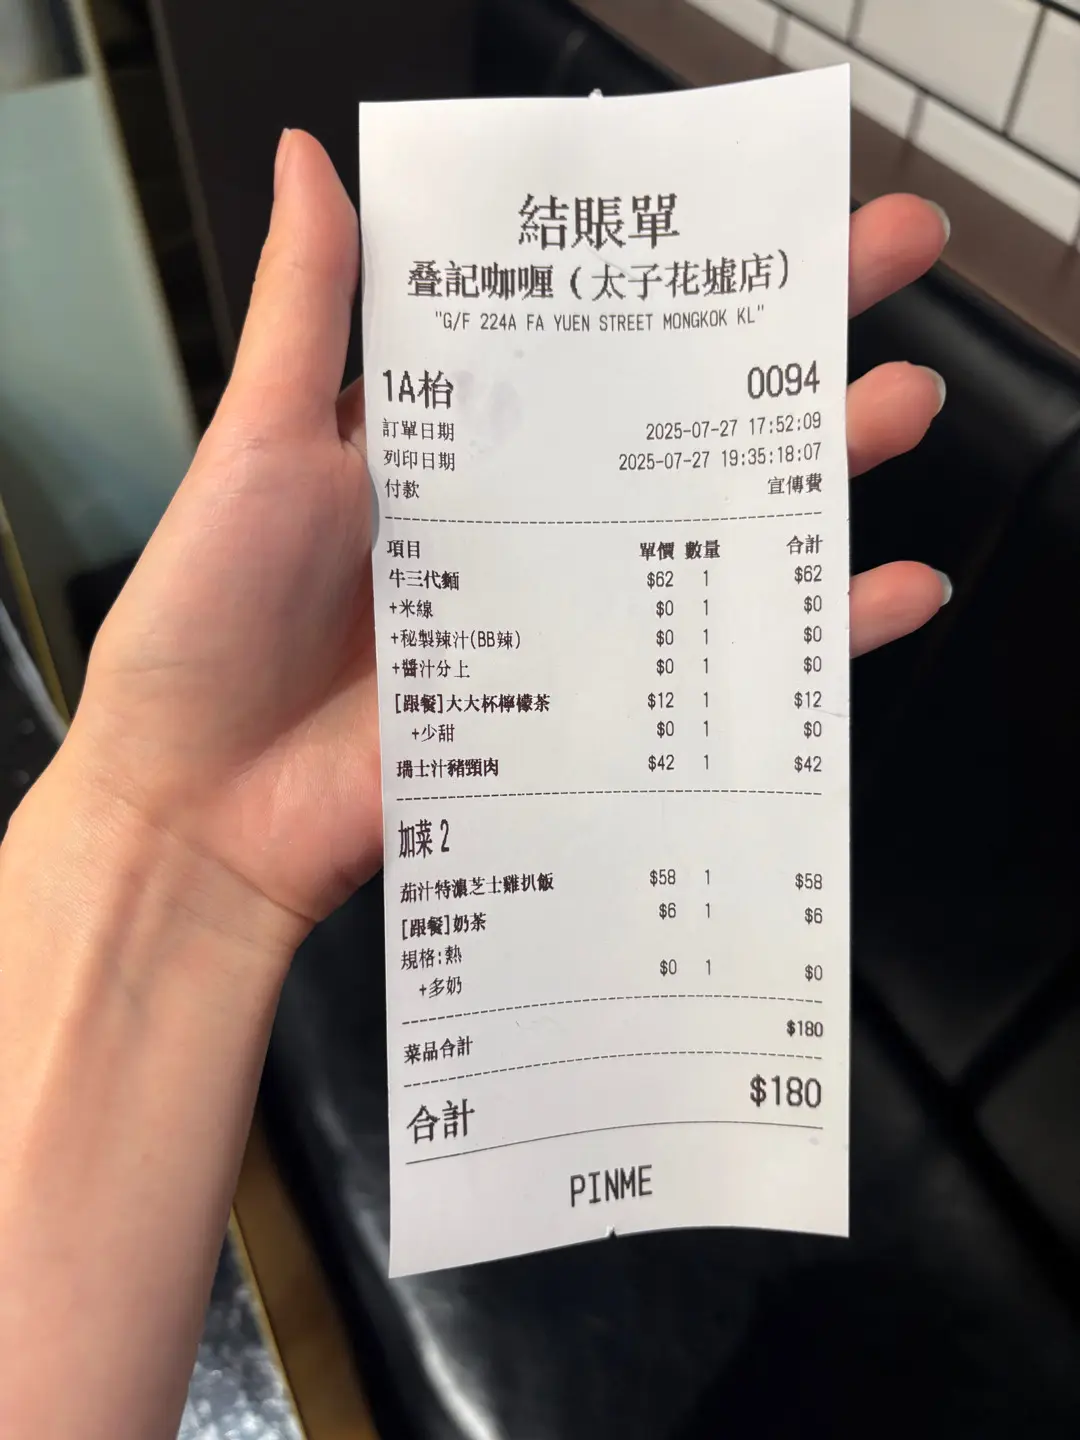 結賬單
叠記咖喱（太子花墟店）
"G/F 224A FA YUEN STREET MONGKOK KL"
1A枱 0094
訂單日期 2025-07-27 17:52:09
列印日期 2025-07-27 19:35:18:07
付款 宣傳費
項目 單價 數量 合計
牛三代麵 $62 1 $62
+米線 $0 1 $0
+秘製辣汁(BB辣) $0 1 $0
+醬汁分上 $0 1 $0
[跟餐]大大杯檸檬茶 $12 1 $12
+少甜 $0 1 $0
瑞士汁豬頸肉 $42 1 $42
加菜 2
茄汁特濃芝士雞扒飯 $58 1 $58
[跟餐]奶茶 $6 1 $6
規格:熱
+多奶 $0 1 $0
菜品合計 $180
合計 $180
PINME